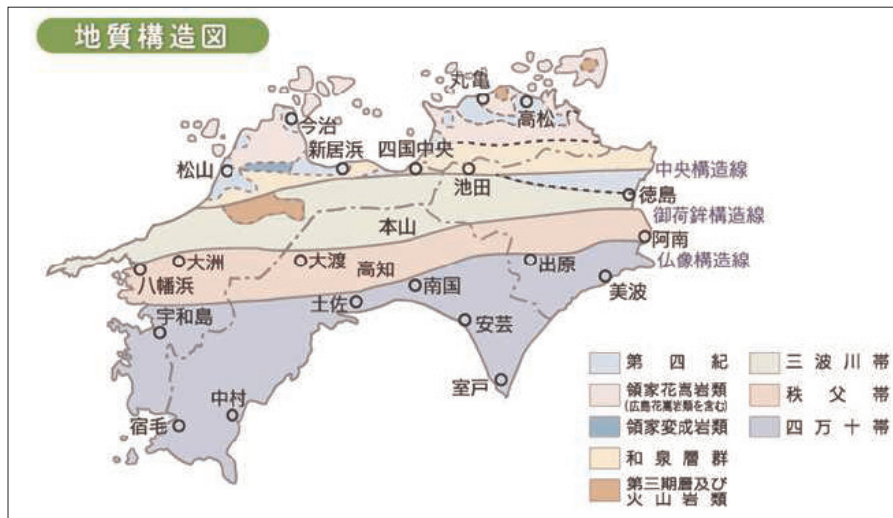 地質構造図
丸亀
高松
今治
新居浜
四国中央
松山
池田
中央構造線
徳島
御荷鉾構造線
本山
阿南
大洲
大渡
高知
出原
仏像構造線
八幡浜
南国
美波
土佐
宇和島
安芸
室戸
中村
宿毛
第四紀
領家花崗岩類
(広島花崗岩類を含む)
領家変成岩類
和泉層群
第三期層及び
火山岩類
三波川帯
秩父帯
四万十帯